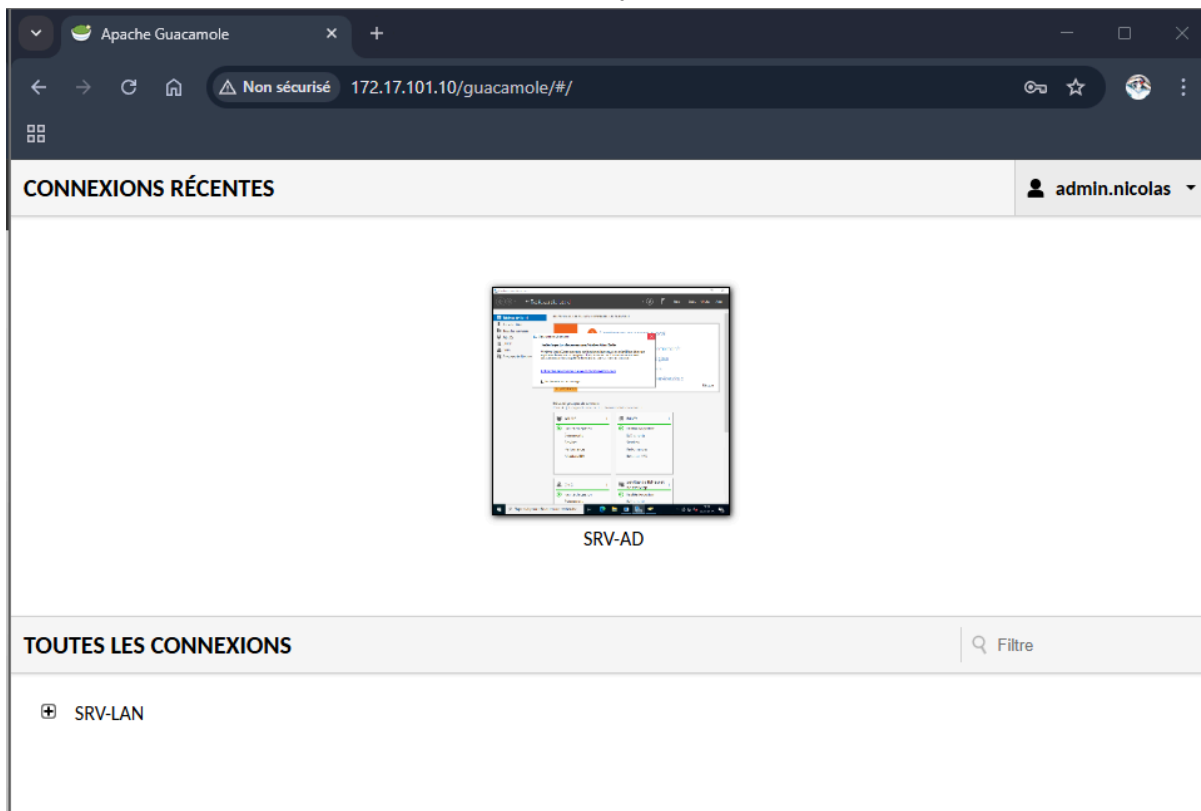 Apache Guacamole
Non sécurisé 172.17.101.10/guacamole/#/
CONNEXIONS RÉCENTES
admin.nicolas
SRV-AD
TOUTES LES CONNEXIONS
Filtre
SRV-LAN